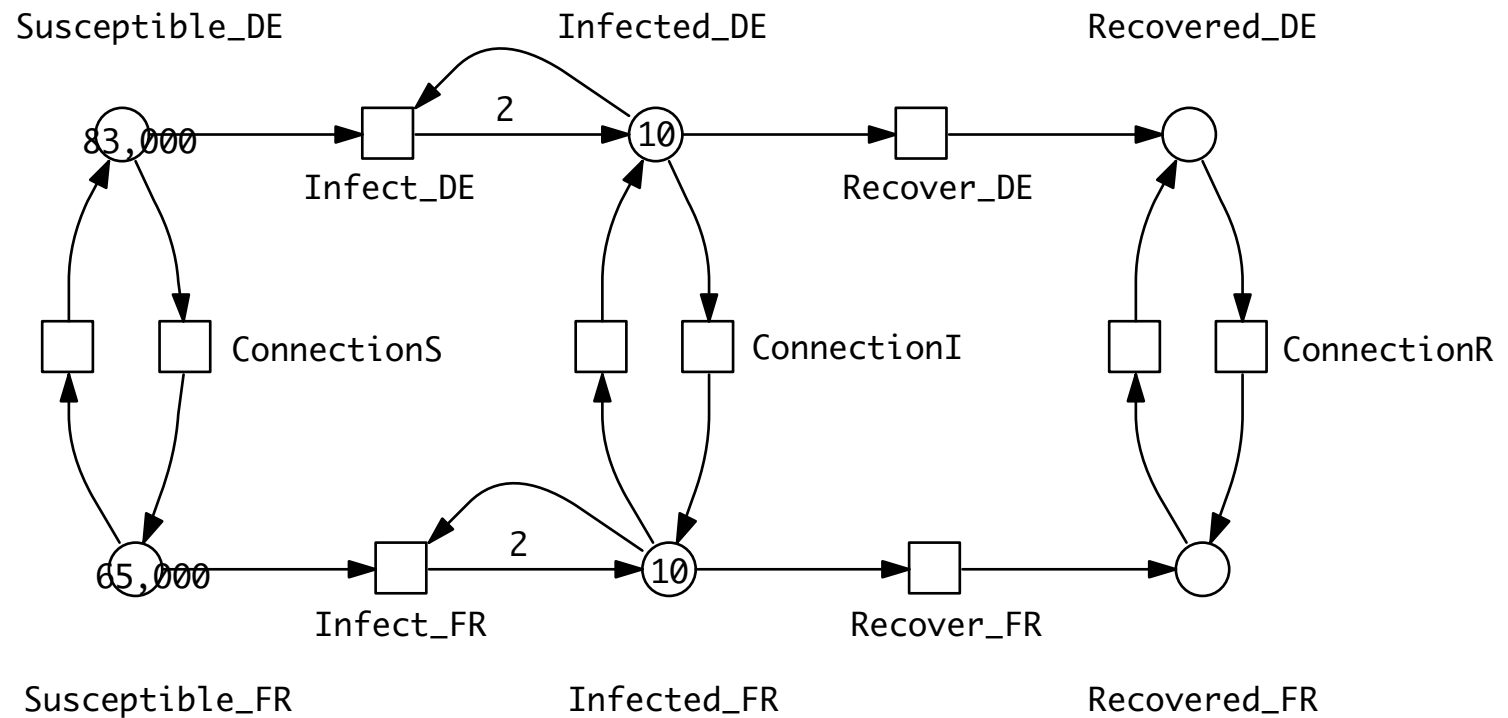 Susceptible_DE
Infected_DE
Recovered_DE
2
83,000
10
Infect_DE
Recover_DE
ConnectionS
ConnectionI
ConnectionR
2
65,000
10
Infect_FR
Recover_FR
Susceptible_FR
Infected_FR
Recovered_FR